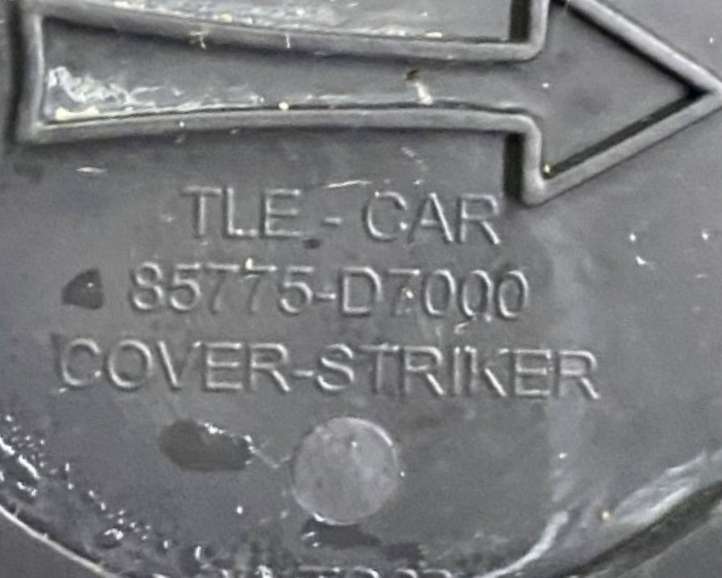 TLE - CAR
85775-D7000
COVER-STRIKER